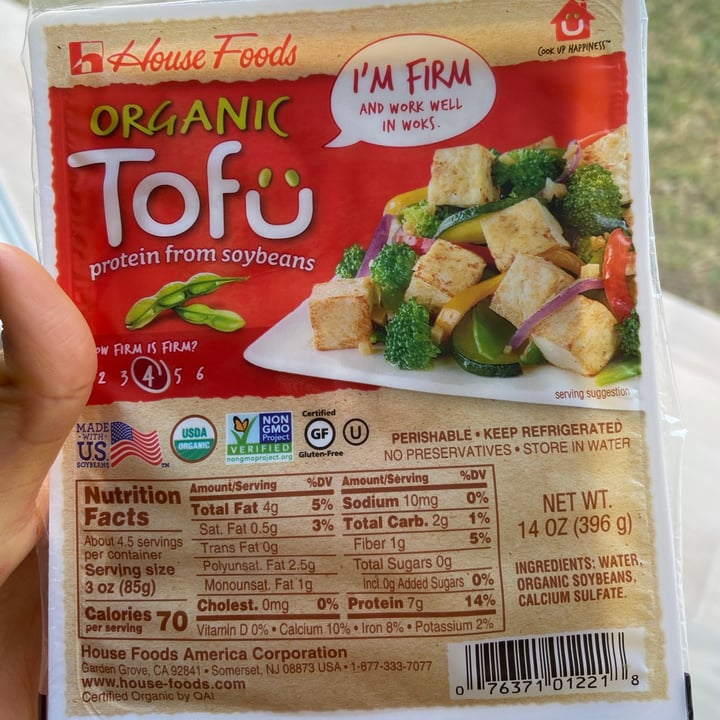 House Foods
COOK UP HAPPINESS™
I'M FIRM
AND WORK WELL
IN WOKS.
ORGANIC
Tofu
protein from soybeans
OW FIRM IS FIRM?
2 3 4 5 6
serving suggestion
MADE
WITH
U.S.
SOYBEANS
™
USDA
ORGANIC
NON
GMO
Project
VERIFIED
nongmoproject.org
Certified
GF
Gluten-Free
U
PERISHABLE • KEEP REFRIGERATED
NO PRESERVATIVES • STORE IN WATER
Nutrition
Facts
About 4.5 servings
per container
Serving size
3 oz (85g)
Calories 70
per serving
Amount/Serving %DV
Total Fat 4g 5%
Sat. Fat 0.5g 3%
Trans Fat 0g
Polyunsat. Fat 2.5g
Monounsat. Fat 1g
Cholest. 0mg 0%
Amount/Serving %DV
Sodium 10mg 0%
Total Carb. 2g 1%
Fiber 1g 5%
Total Sugars 0g
Incl. 0g Added Sugars 0%
Protein 7g 14%
Vitamin D 0% • Calcium 10% • Iron 8% • Potassium 2%
NET WT.
14 OZ (396 g)
INGREDIENTS: WATER,
ORGANIC SOYBEANS,
CALCIUM SULFATE.
House Foods America Corporation
Garden Grove, CA 92841 • Somerset, NJ 08873 USA • 1-877-333-7077
www.house-foods.com
Certified Organic by QAI
0 76371 01221 8